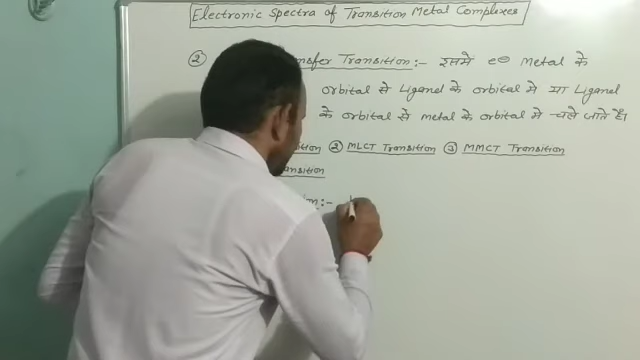 Electronic Spectra of Transition Metal Complexes
② Transition:- इसमें e⊖ Metal के
orbital से Ligand के orbital में या Ligand
के orbital से metal के orbital में चले जाते हैं।
② MLCT Transition ③ MMCT Transition
:-